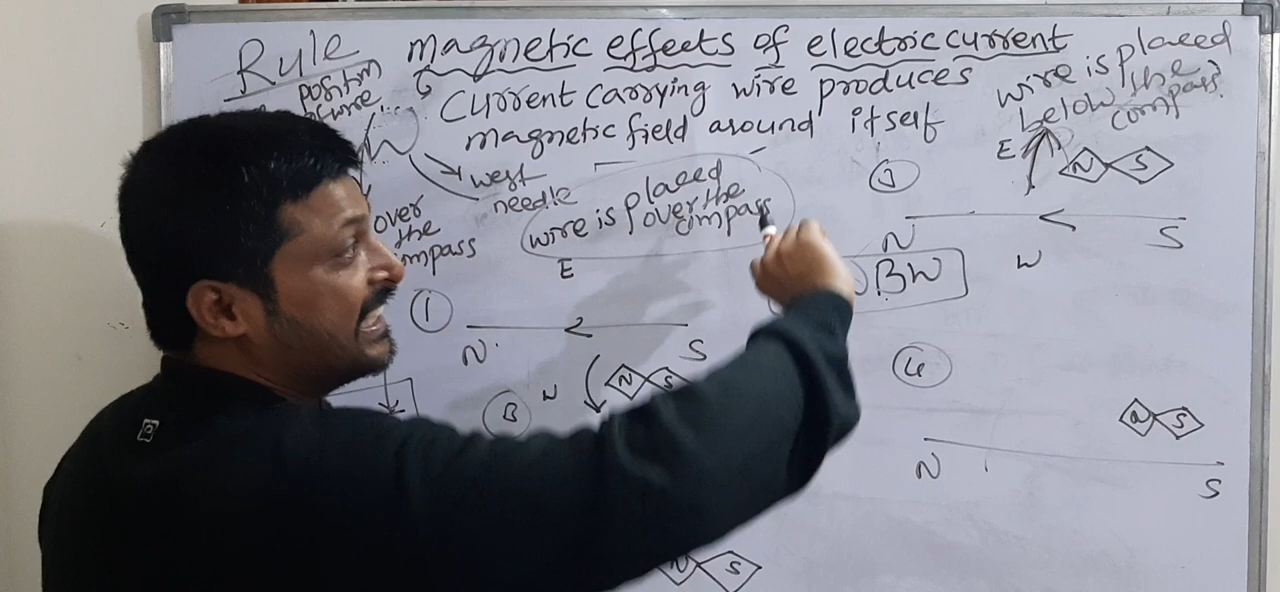 Rule magnetic effects of electric current
position
of wire...
Current carrying wire produces
magnetic field around itself
wire is placed
below the
compass
W
west
needle
over
the
compass
wire is placed
over the
compass
E
1
N
S
W
N S
B
3
E
N S
N
S
W
BW
4
N S
N
S
N S